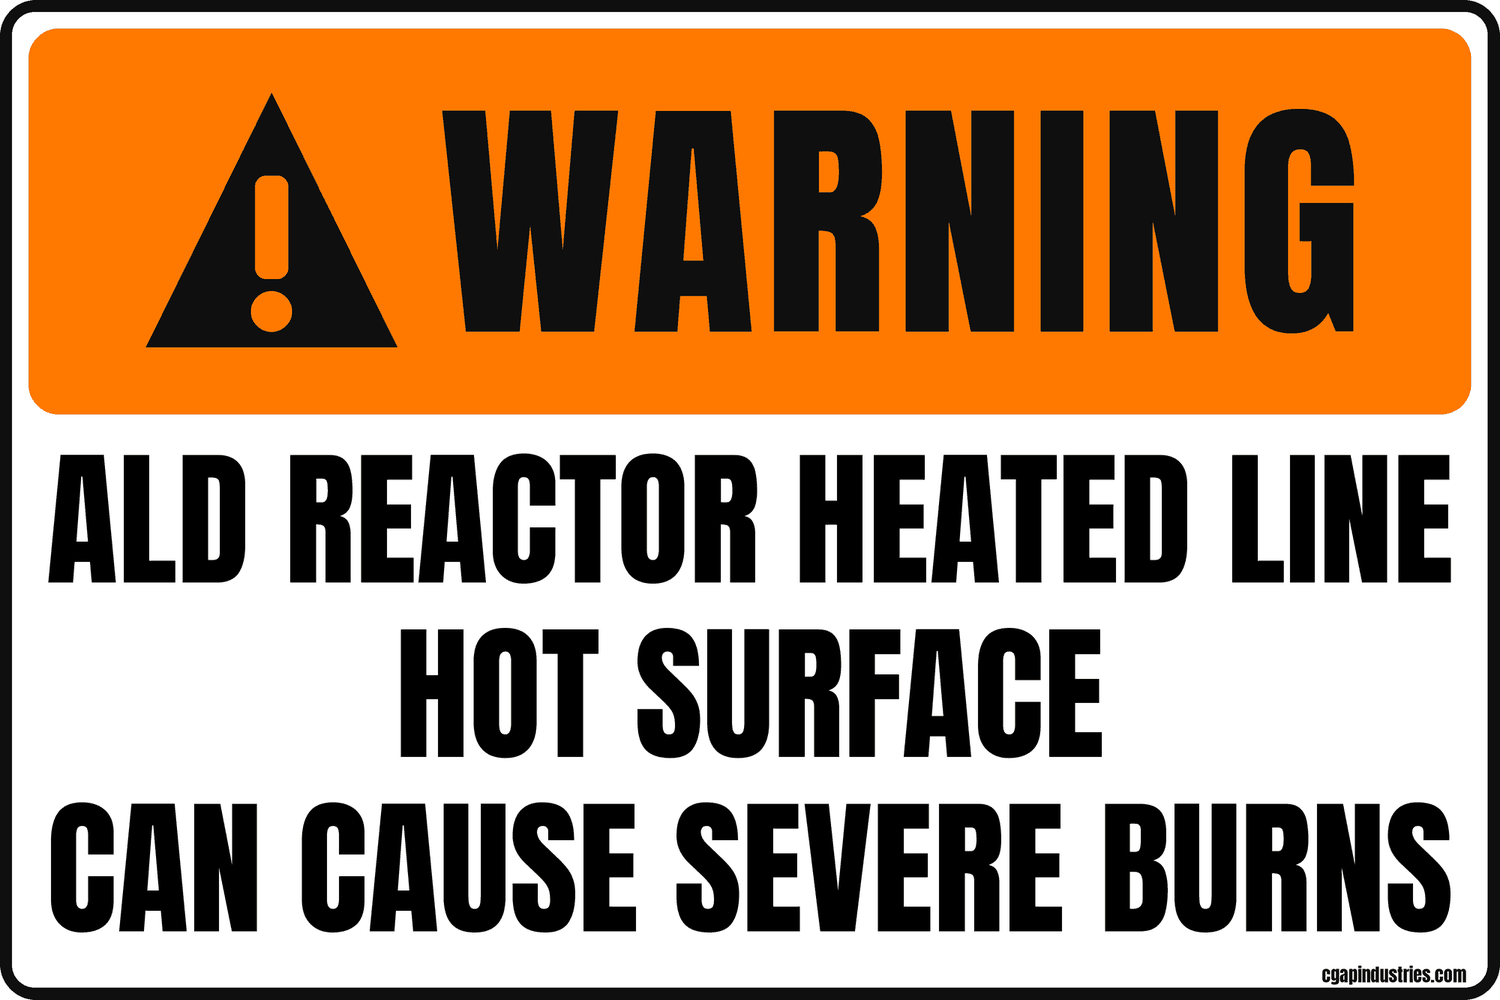 WARNING
ALD REACTOR HEATED LINE
HOT SURFACE
CAN CAUSE SEVERE BURNS
cgapindustries.com